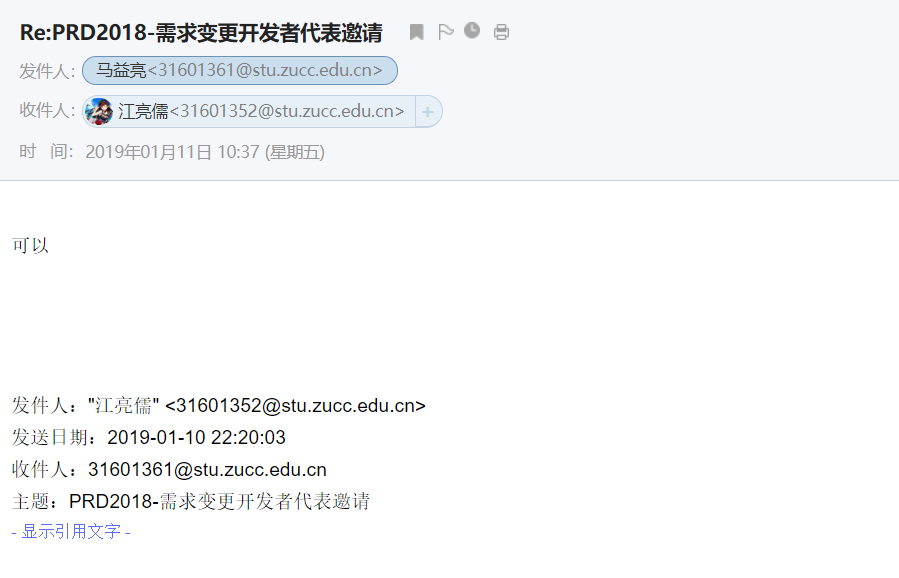 Re:PRD2018-需求变更开发者代表邀请
发件人: 马益亮<31601361@stu.zucc.edu.cn>
收件人: 江亮儒<31601352@stu.zucc.edu.cn> +
时 间: 2019年01月11日 10:37 (星期五)
可以
发件人："江亮儒" <31601352@stu.zucc.edu.cn>
发送日期：2019-01-10 22:20:03
收件人：31601361@stu.zucc.edu.cn
主题：PRD2018-需求变更开发者代表邀请
- 显示引用文字 -